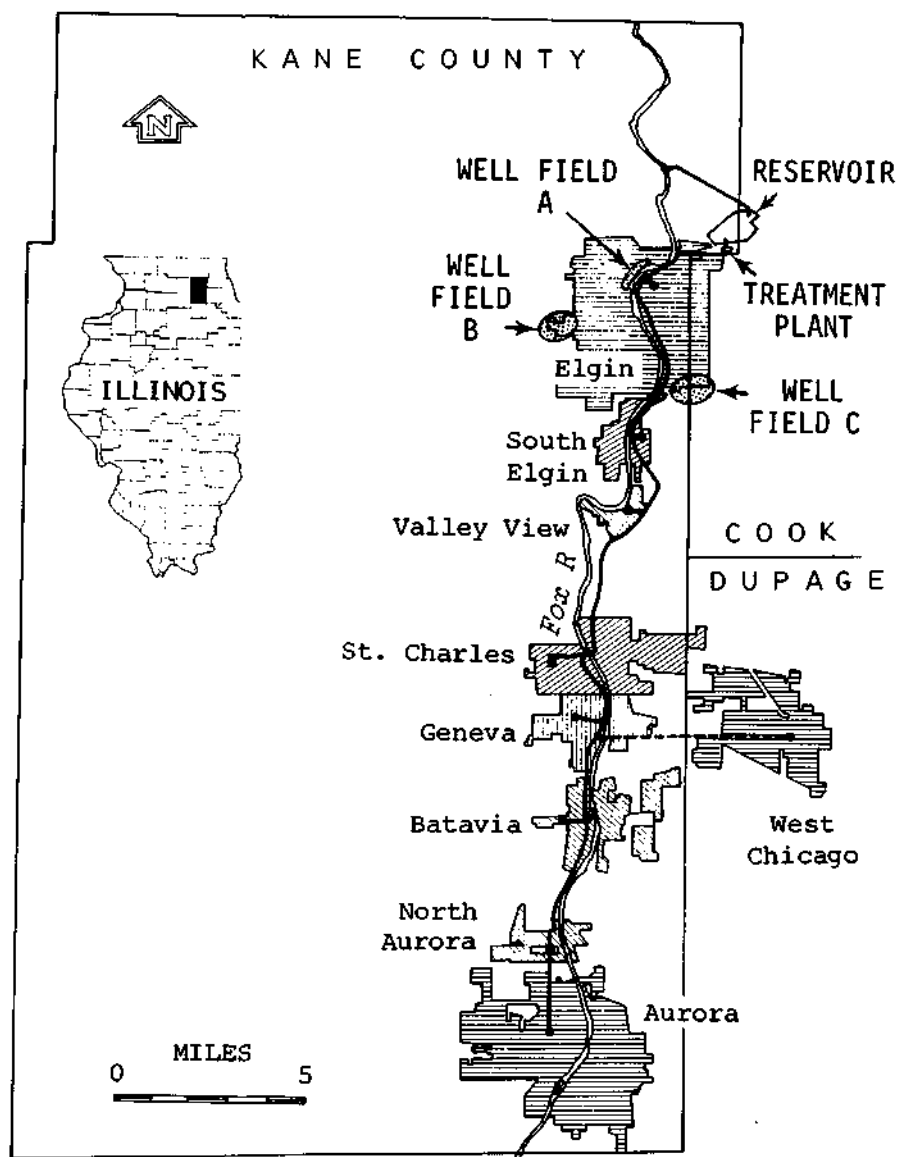 KANE COUNTY
N
WELL FIELD
A
RESERVOIR
WELL
FIELD
B
TREATMENT
PLANT
ILLINOIS
Elgin
WELL
FIELD C
South
Elgin
Valley View
COOK
DUPAGE
Fox R
St. Charles
Geneva
Batavia
West
Chicago
North
Aurora
Aurora
MILES
0 5